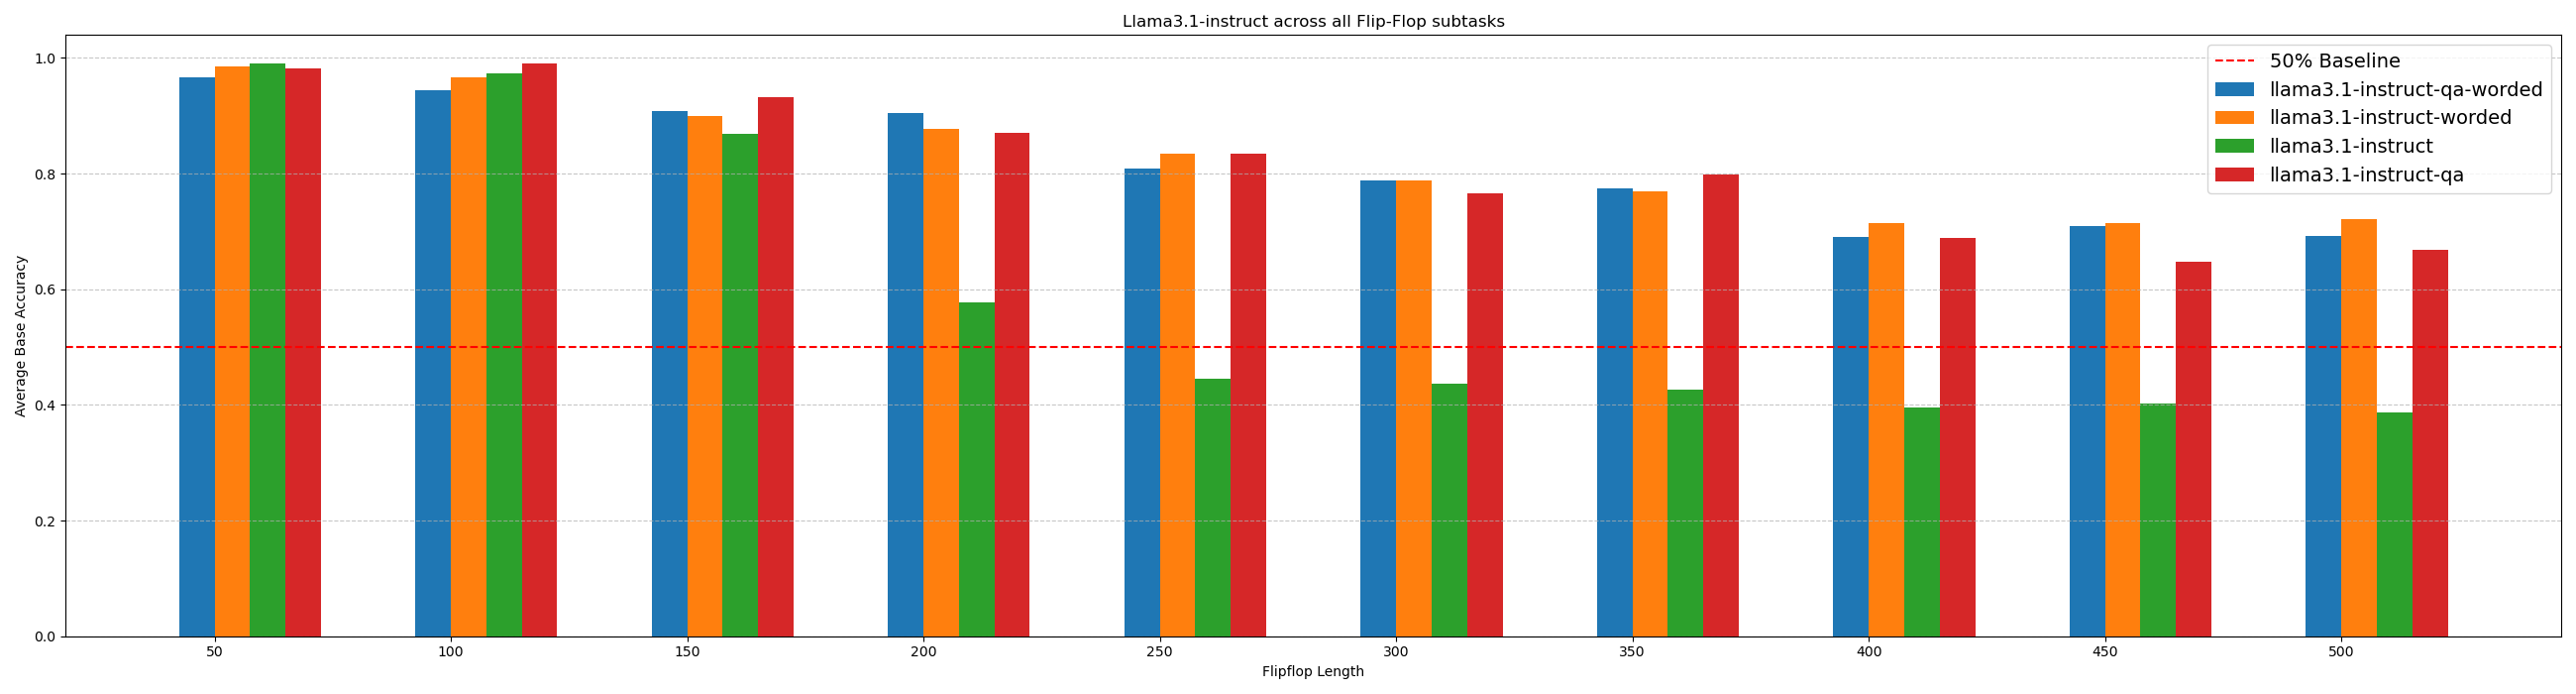 Llama3.1-instruct across all Flip-Flop subtasks
Average Base Accuracy
1.0
0.8
0.6
0.4
0.2
0.0
50% Baseline
llama3.1-instruct-qa-worded
llama3.1-instruct-worded
llama3.1-instruct
llama3.1-instruct-qa
50 100 150 200 250 300 350 400 450 500
Flipflop Length